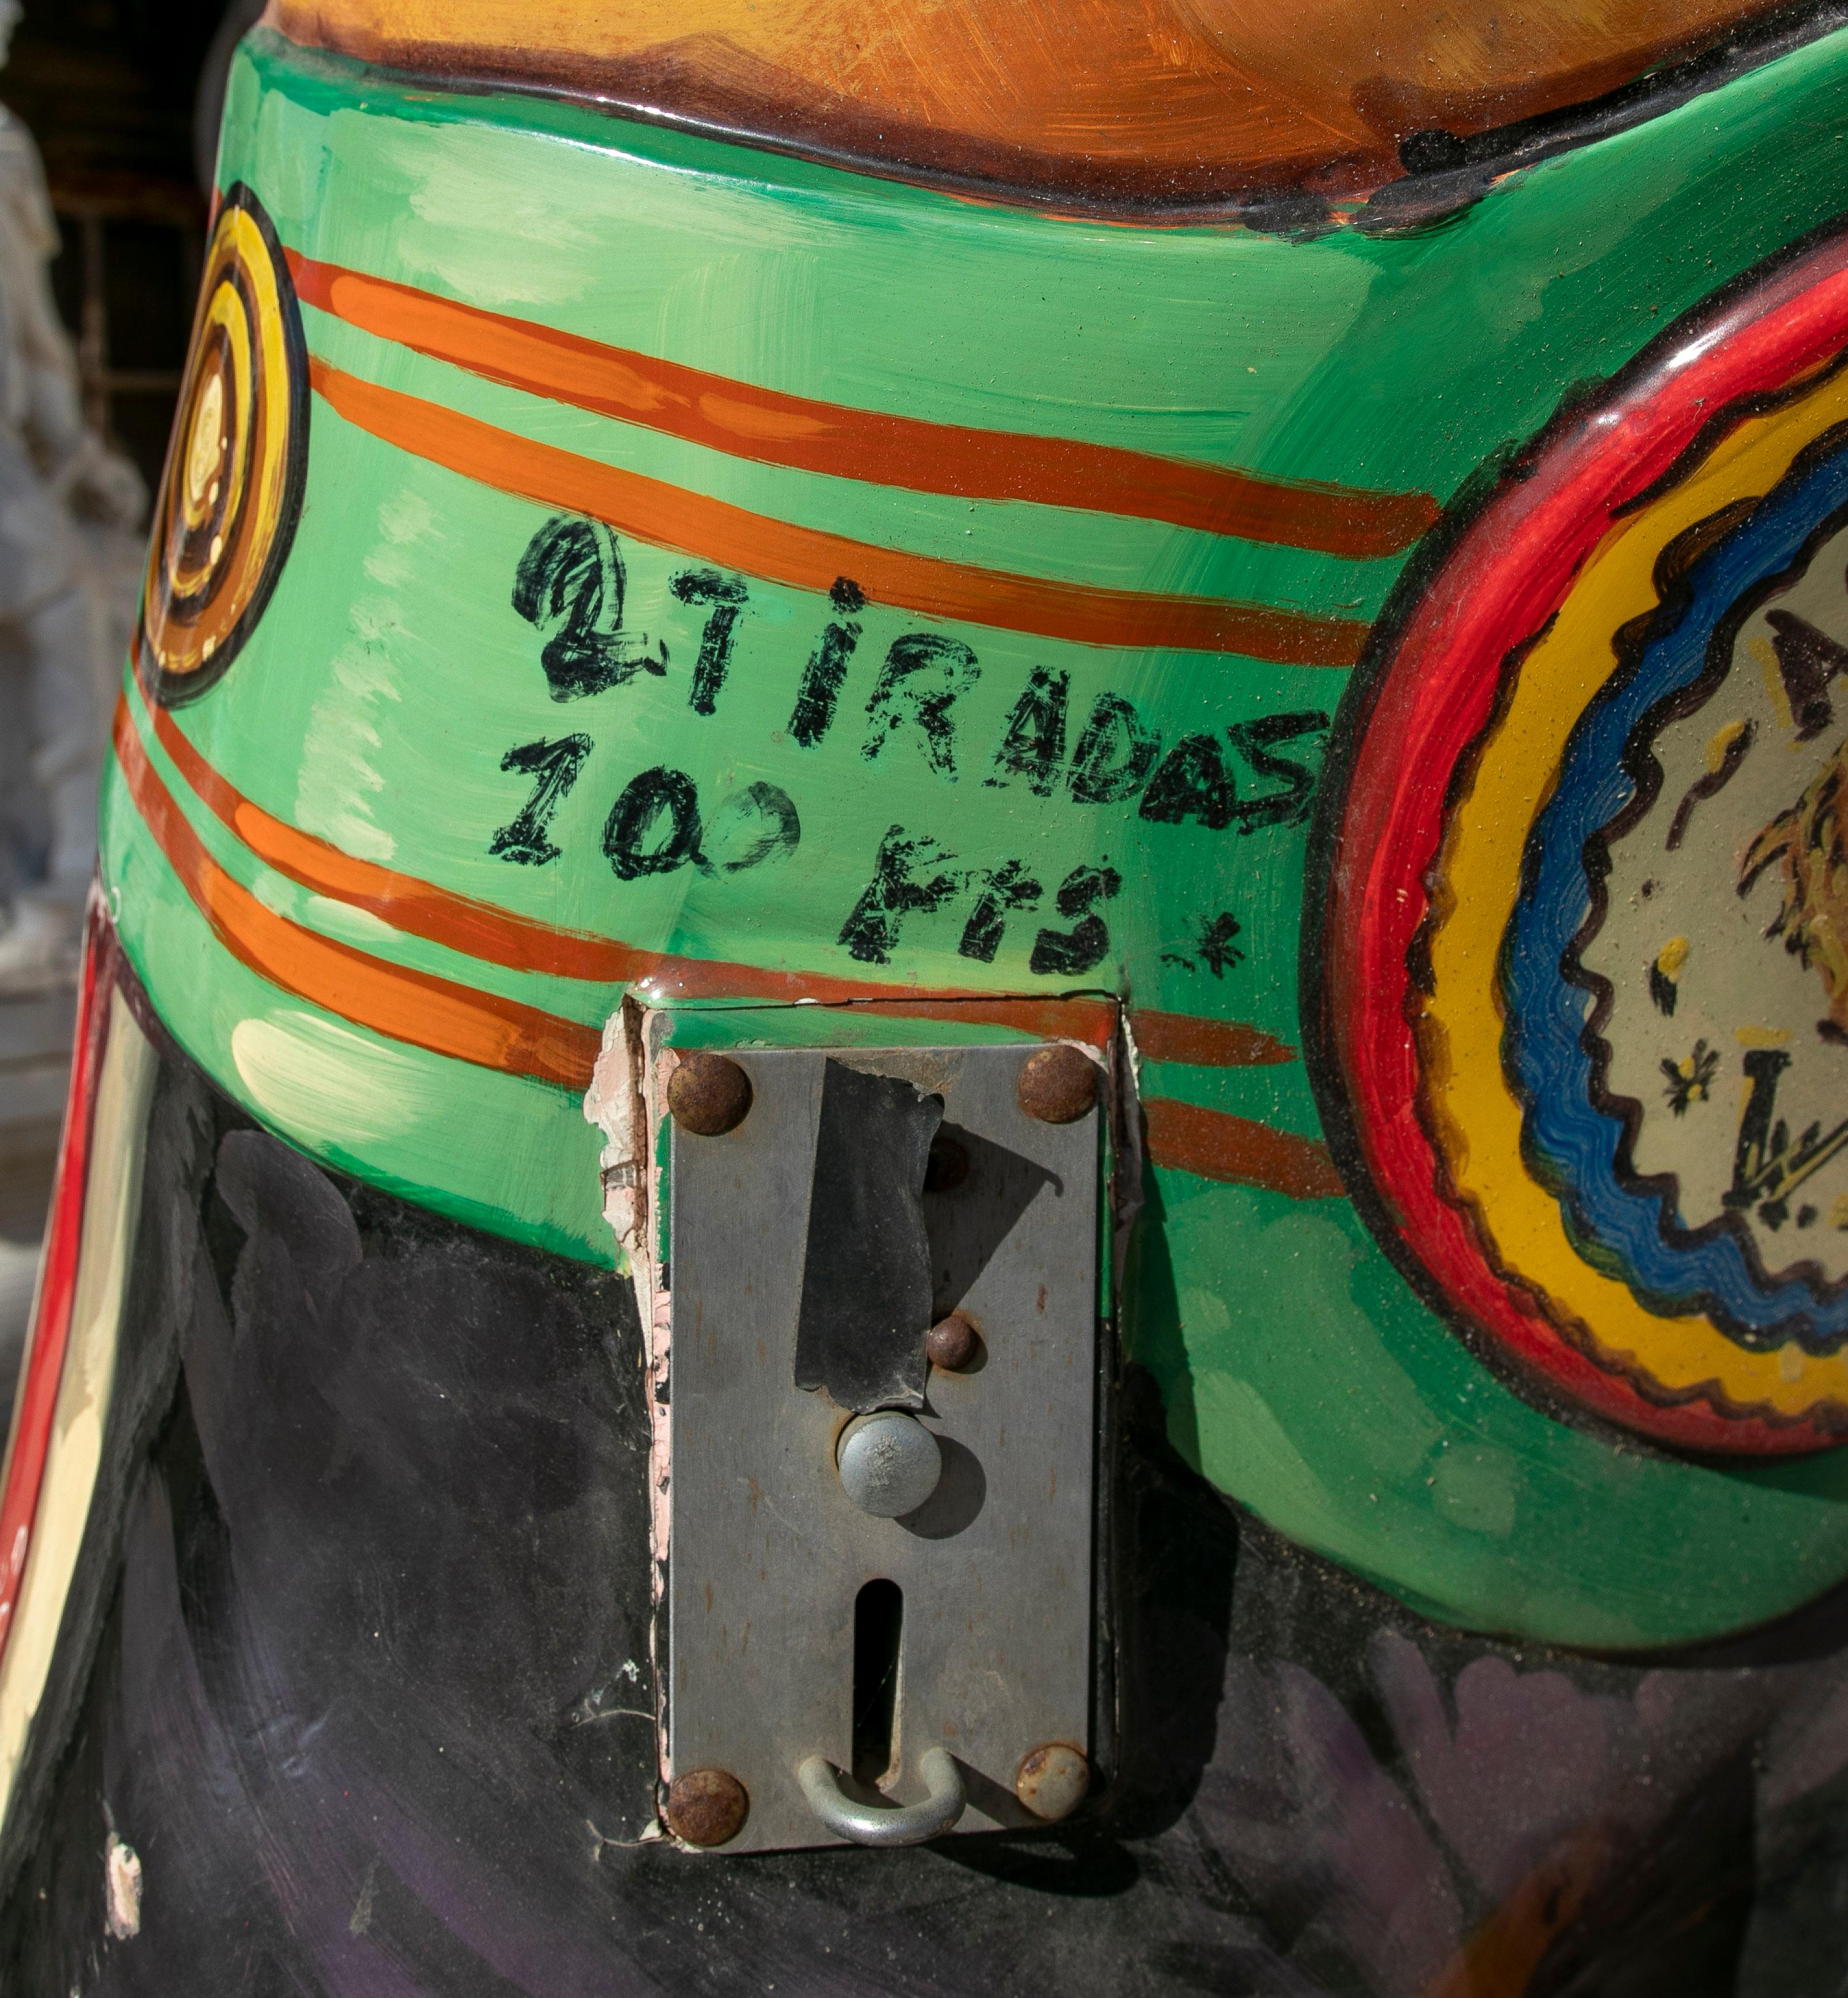 2 TiRADAS
100 PTS.